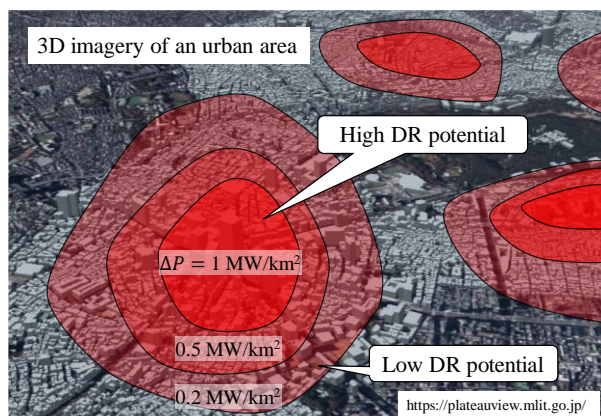 3D imagery of an urban area
High DR potential
ΔP = 1 MW/km²
0.5 MW/km²
Low DR potential
0.2 MW/km²
https://plateauview.mlit.go.jp/